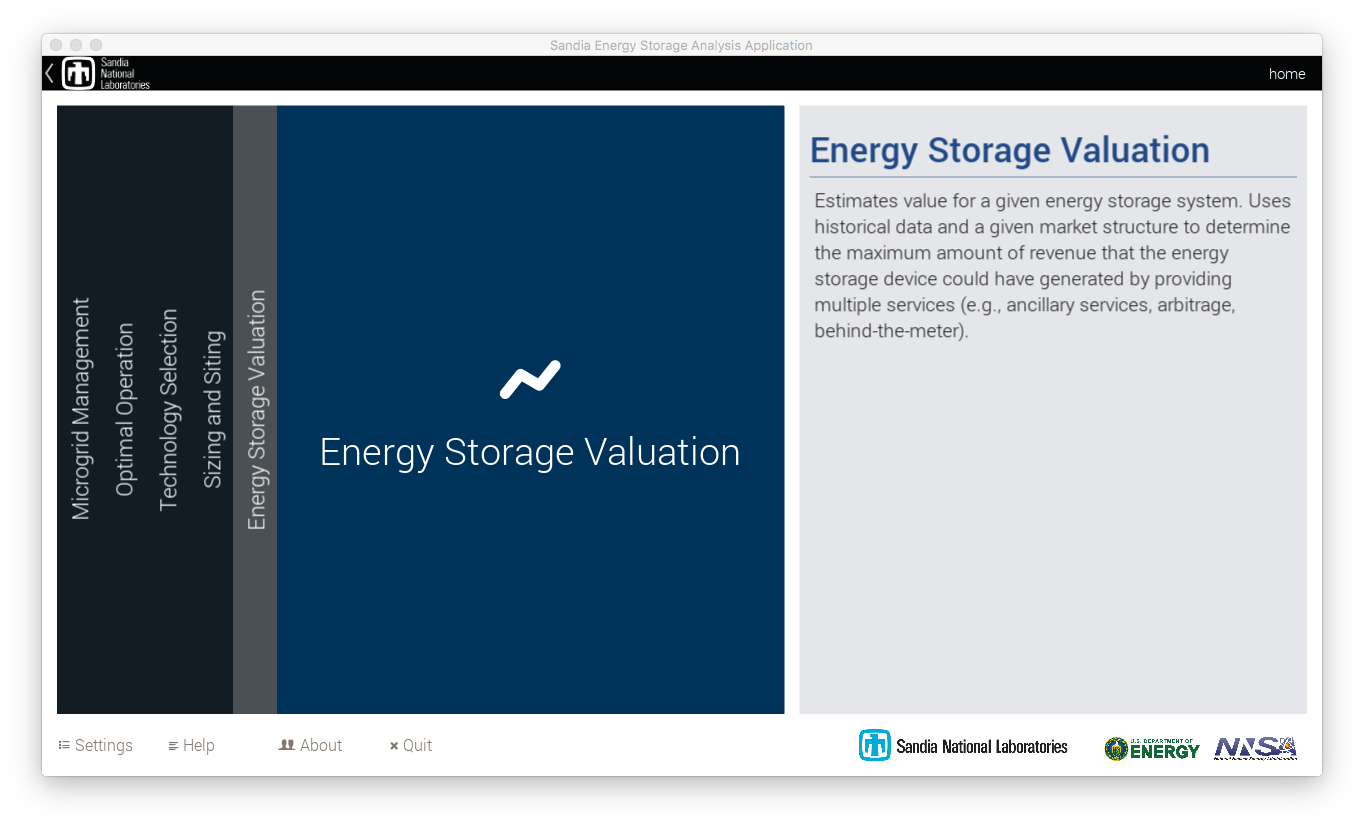 Sandia Energy Storage Analysis Application
Sandia
National
Laboratories
home
Microgrid Management
Optimal Operation
Technology Selection
Sizing and Siting
Energy Storage Valuation
Energy Storage Valuation
Energy Storage Valuation
Estimates value for a given energy storage system. Uses
historical data and a given market structure to determine
the maximum amount of revenue that the energy
storage device could have generated by providing
multiple services (e.g., ancillary services, arbitrage,
behind-the-meter).
Settings
Help
About
Quit
Sandia National Laboratories
U.S. DEPARTMENT OF
ENERGY
NNSA